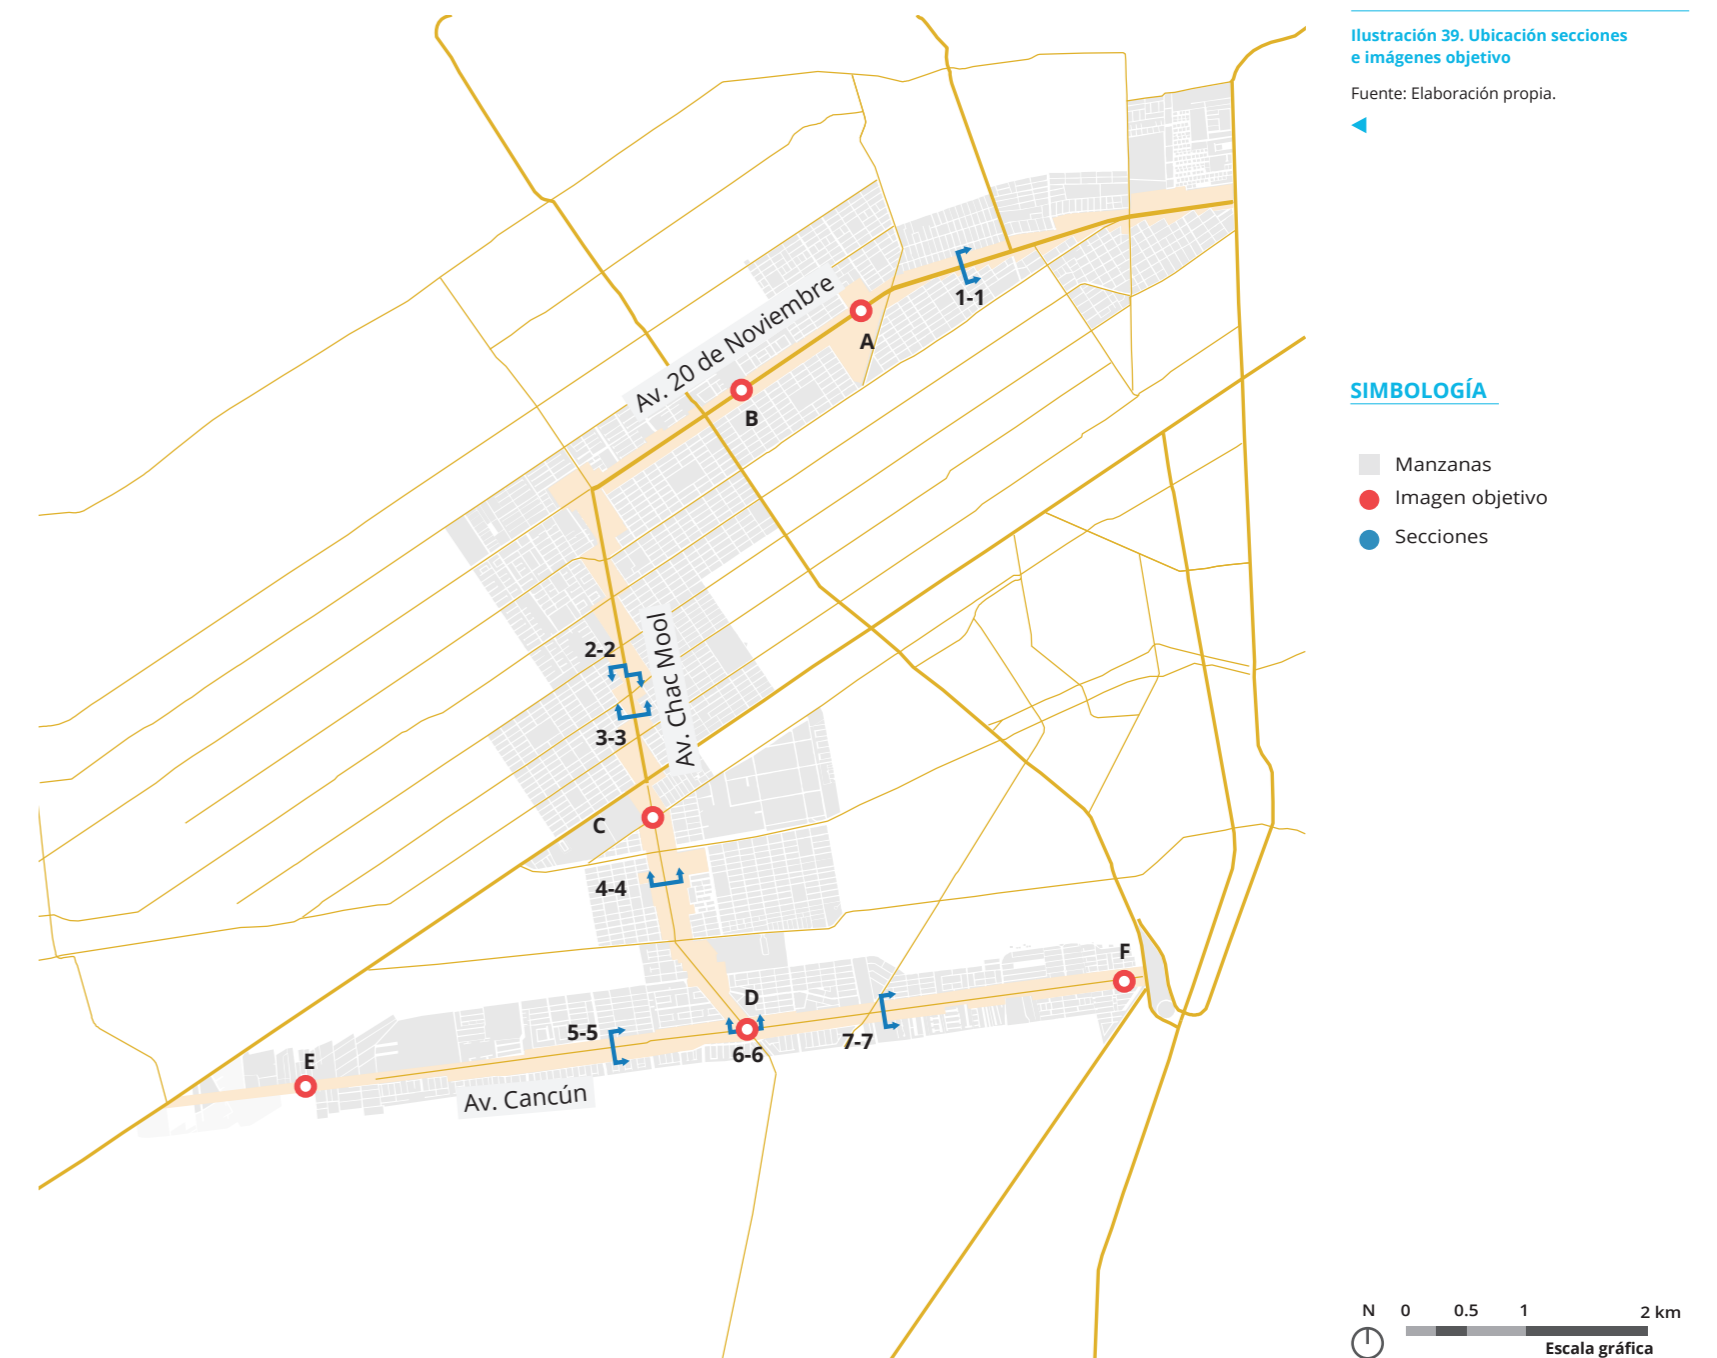 Ilustración 39. Ubicación secciones
e imágenes objetivo
Fuente: Elaboración propia.
SIMBOLOGÍA
Manzanas
Imagen objetivo
Secciones
1-1
Av. 20 de Noviembre
A
B
2-2
Av. Chac Mool
3-3
C
4-4
F
D
5-5
6-6
7-7
E
Av. Cancún
N 0 0.5 1 2 km
Escala gráfica